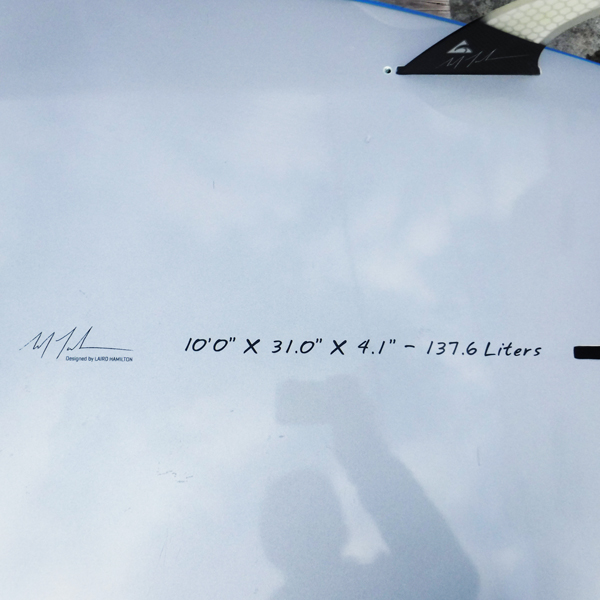 10'0" X 31.0" X 4.1" - 137.6 Liters
Designed by LAIRD HAMILTON